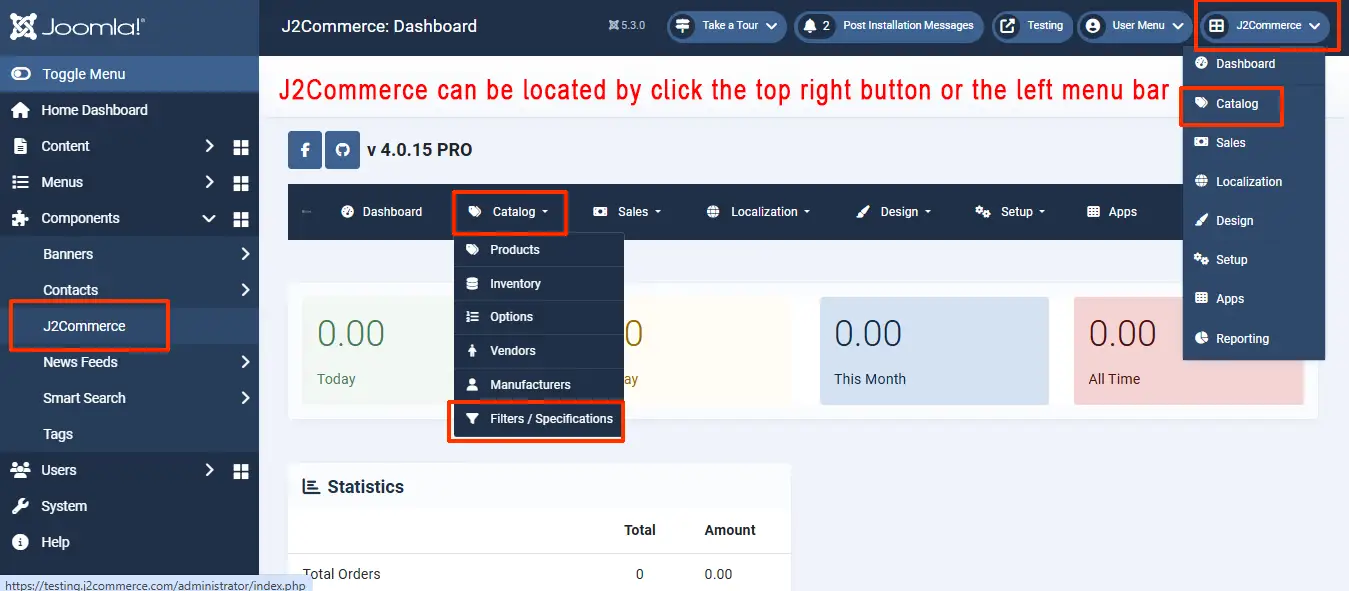 Joomla!
J2Commerce: Dashboard
5.3.0
Take a Tour
2 Post Installation Messages
Testing
User Menu
J2Commerce
Toggle Menu
Home Dashboard
Content
Menus
Components
Banners
Contacts
J2Commerce
News Feeds
Smart Search
Tags
Users
System
Help
https://testing.j2commerce.com/administrator/index.php
J2Commerce can be located by click the top right button or the left menu bar
v 4.0.15 PRO
Dashboard
Catalog
Sales
Localization
Design
Setup
Apps
Products
Inventory
Options
Vendors
Manufacturers
Filters / Specifications
0.00
Today
0
ay
0.00
This Month
0.00
All Time
Statistics
Total Amount
Total Orders 0 0.00
Dashboard
Catalog
Sales
Localization
Design
Setup
Apps
Reporting